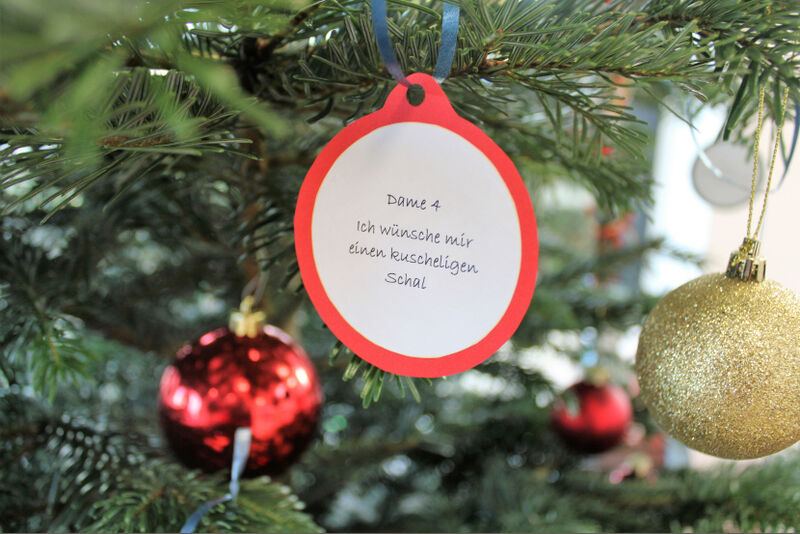 Dame 4
Ich wünsche mir
einen kuscheligen
Schal